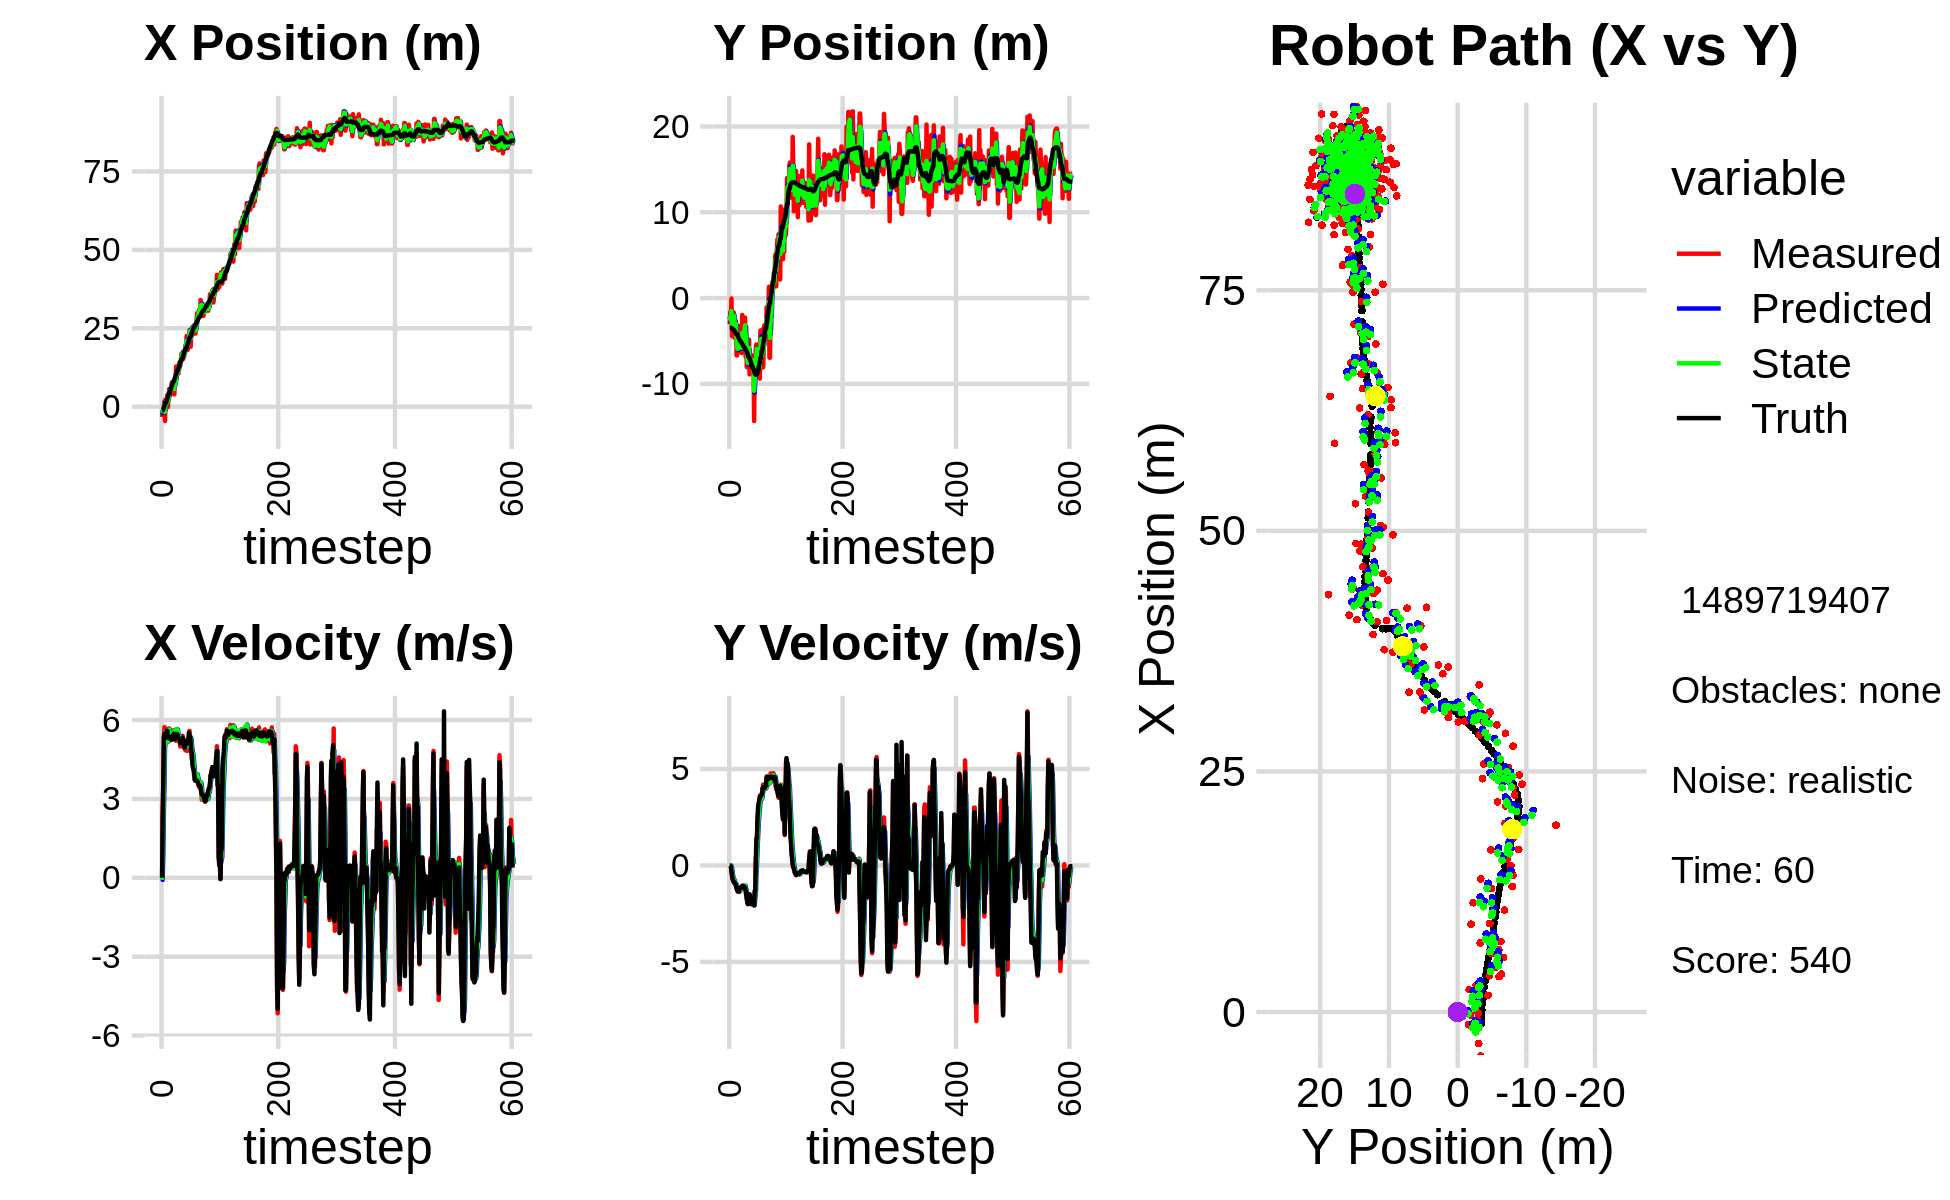 X Position (m)
75
50
25
0
0
200
400
600
timestep
Y Position (m)
20
10
0
-10
0
200
400
600
timestep
X Velocity (m/s)
6
3
0
-3
-6
0
200
400
600
timestep
Y Velocity (m/s)
5
0
-5
0
200
400
600
timestep
Robot Path (X vs Y)
X Position (m)
75
50
25
0
20 10 0 -10 -20
Y Position (m)
variable
Measured
Predicted
State
Truth
1489719407
Obstacles: none
Noise: realistic
Time: 60
Score: 540